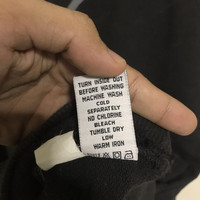 TURN INSIDE OUT
BEFORE WASHING
MACHINE WASH
COLD
SEPARATELY
NO CHLORINE
BLEACH
TUMBLE DRY
LOW
WARM IRON